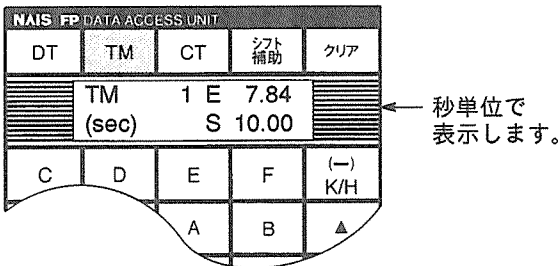 NAIS FP DATA ACCESS UNIT
DT TM CT シフト補助 クリア
TM 1 E 7.84
(sec) S 10.00
秒単位で
表示します。
C D E F (—) K/H
A B ▲